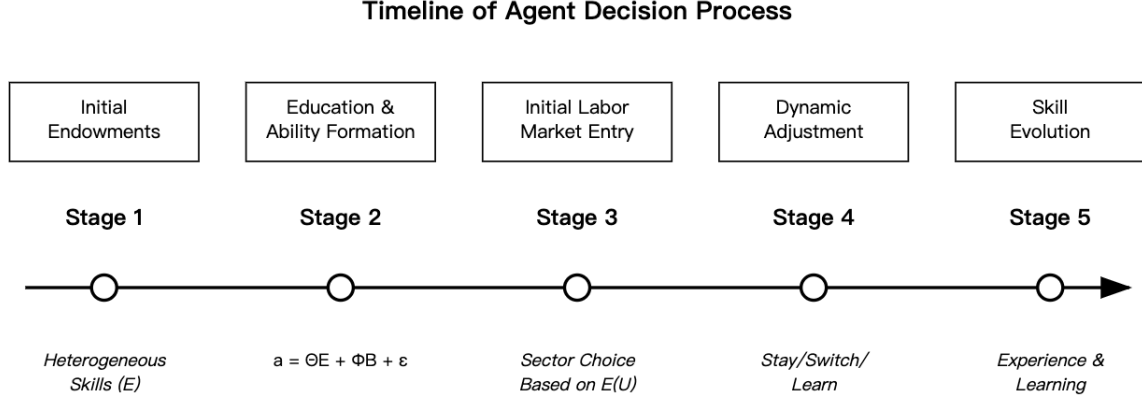 Timeline of Agent Decision Process
Initial
Endowments
Education &
Ability Formation
Initial Labor
Market Entry
Dynamic
Adjustment
Skill
Evolution
Stage 1
Stage 2
Stage 3
Stage 4
Stage 5
Heterogeneous
Skills (E)
a = ΘE + ΦB + ε
Sector Choice
Based on E(U)
Stay/Switch/
Learn
Experience &
Learning